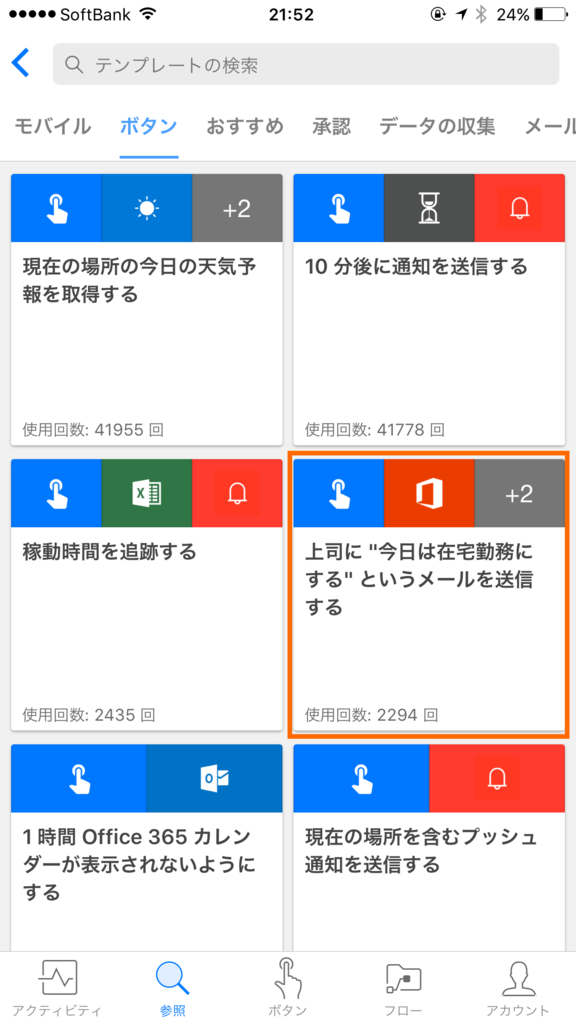 SoftBank 21:52 24%
テンプレートの検索
モバイル ボタン おすすめ 承認 データの収集 メール
+2
現在の場所の今日の天気予
報を取得する
使用回数: 41955 回
10 分後に通知を送信する
使用回数: 41778 回
稼動時間を追跡する
使用回数: 2435 回
+2
上司に "今日は在宅勤務に
する" というメールを送信
する
使用回数: 2294 回
1 時間 Office 365 カレン
ダーが表示されないように
する
現在の場所を含むプッシュ
通知を送信する
アクティビティ 参照 ボタン フロー アカウント